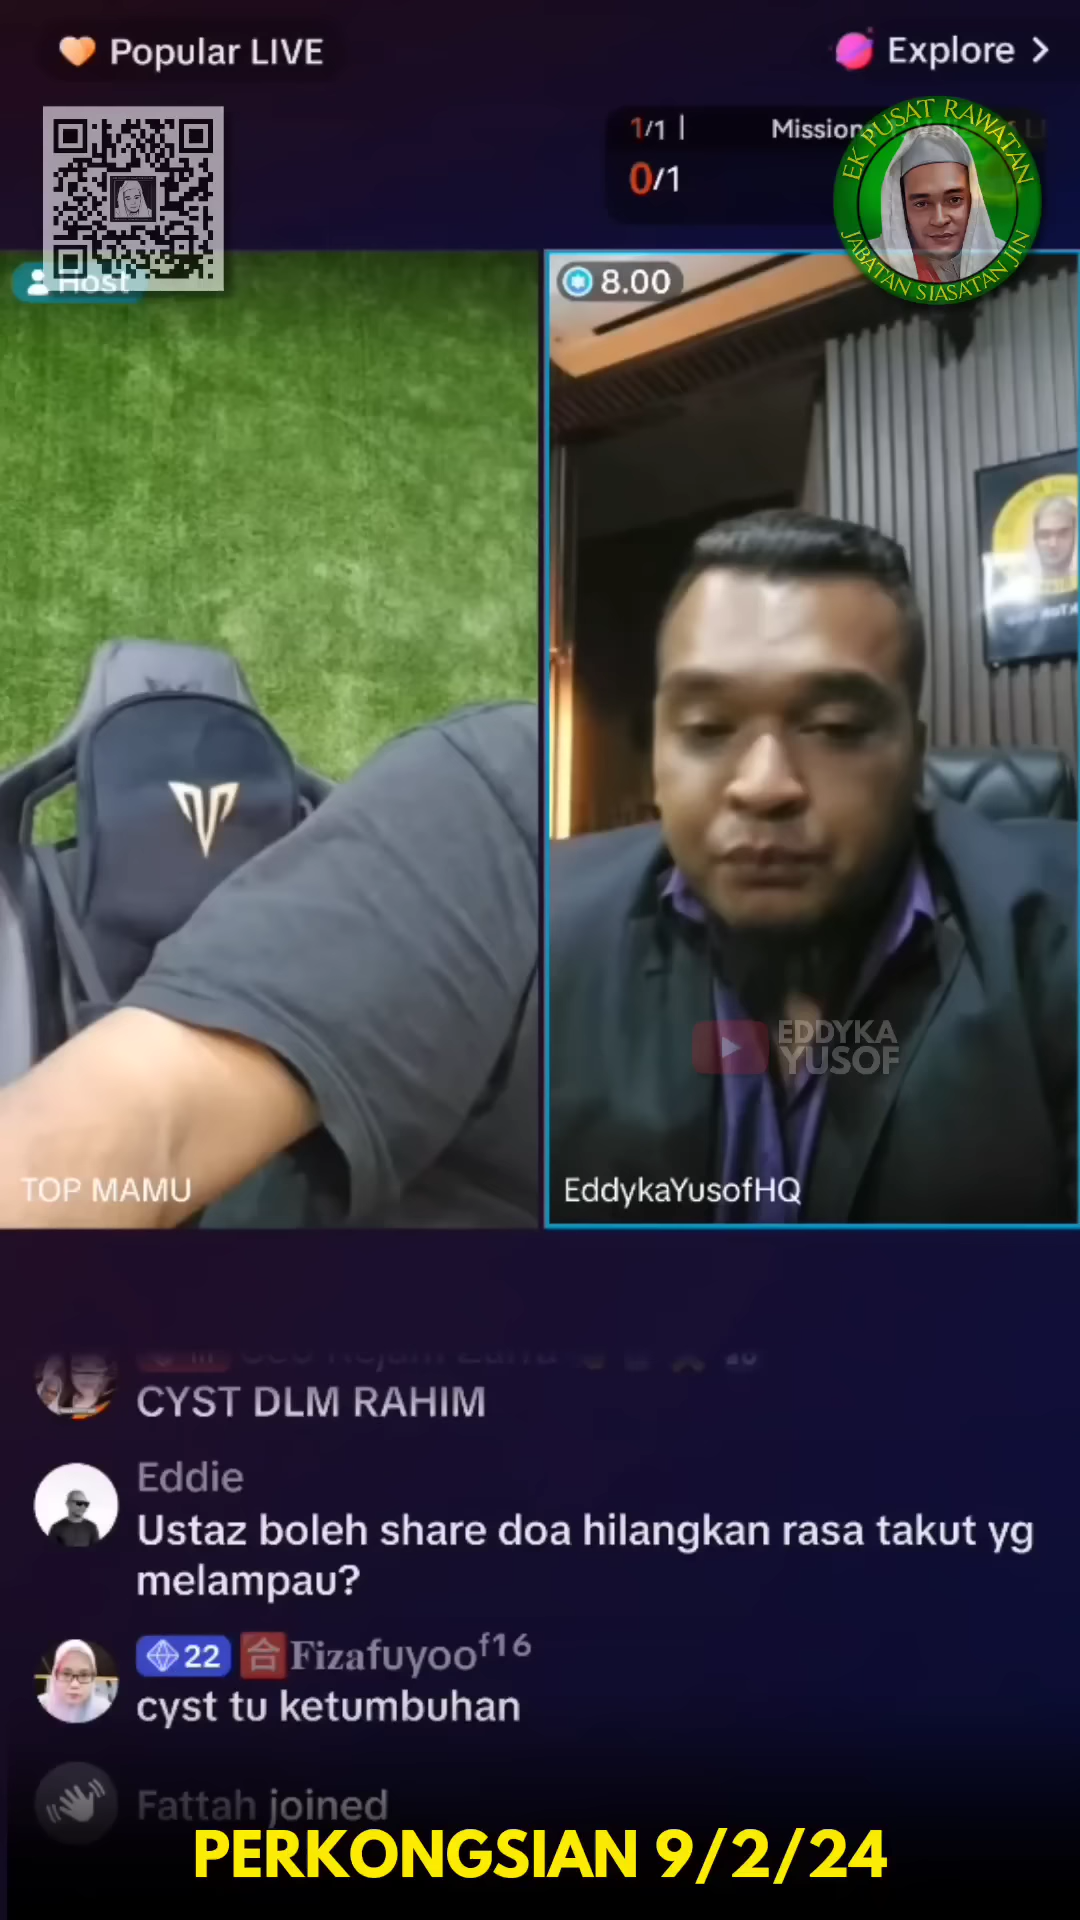 Popular LIVE
Explore
1/1
Mission
0/1
EK PUSAT RAWATAN
JABATAN SIASATAN JIN
Host
8.00
EDDYKA
YUSOF
TOP MAMU
EddykaYusofHQ
CYST DLM RAHIM
Eddie
Ustaz boleh share doa hilangkan rasa takut yg
melampau?
22 合 Fizafuyoo f16
cyst tu ketumbuhan
Fattah joined
PERKONGSIAN 9/2/24